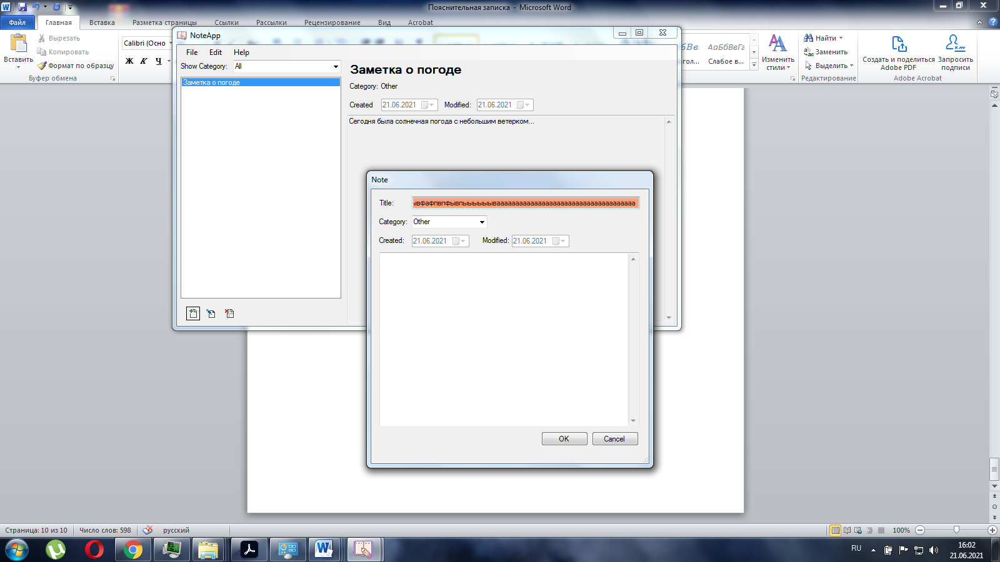 Пояснительная записка - Microsoft Word
Файл
Главная
Вставка
Разметка страницы
Ссылки
Рассылки
Рецензирование
Вид
Acrobat
Вставить
Вырезать
Копировать
Формат по образцу
Буфер обмена
Calibri (Осно
Ж К Ч
АаБбВвГг
Слабое в...
Изменить
стили
Найти
Заменить
Выделить
Редактирование
Создать и поделиться
Adobe PDF
Запросить
подписи
Adobe Acrobat
NoteApp
File Edit Help
Show Category: All
Заметка о погоде
Заметка о погоде
Category: Other
Created 21.06.2021 Modified: 21.06.2021
Сегодня была солнечная погода с небольшим ветерком...
Note
Title:
Category: Other
Created: 21.06.2021 Modified: 21.06.2021
OK Cancel
Страница: 10 из 10
Число слов: 598
русский
100%
RU
16:02
21.06.2021